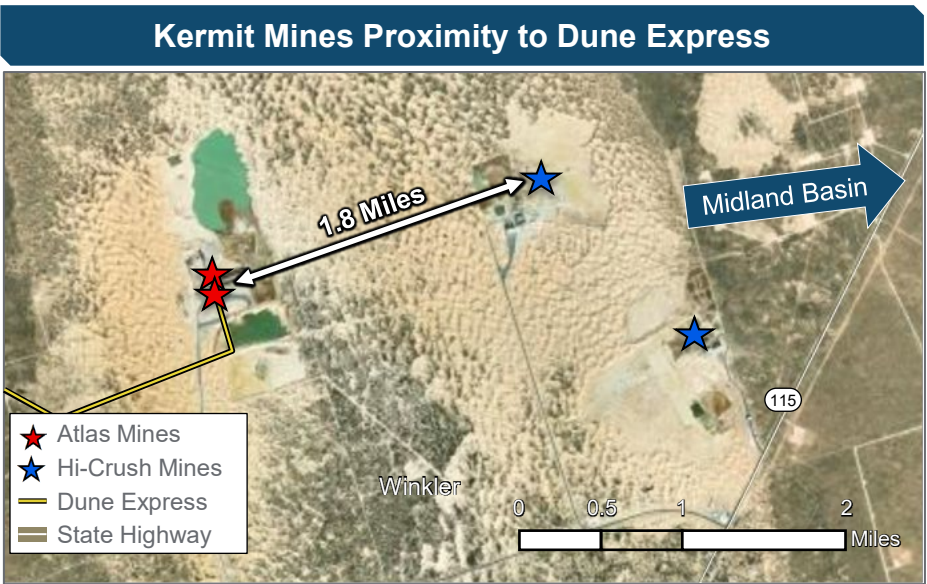 Kermit Mines Proximity to Dune Express
1.8 Miles
Midland Basin
115
Atlas Mines
Hi-Crush Mines
Dune Express
State Highway
Winkler
0 0.5 1 2
Miles